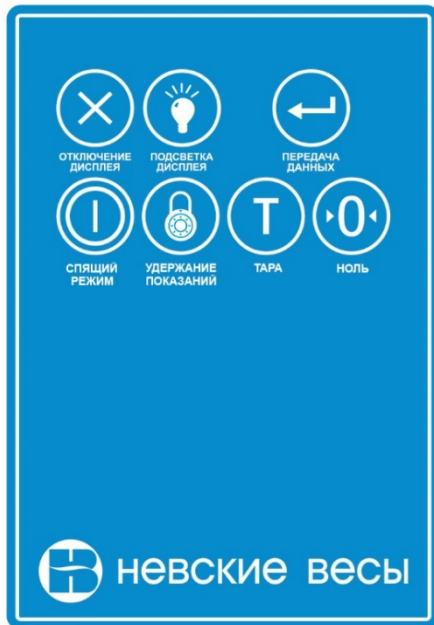 ОТКЛЮЧЕНИЕ
ДИСПЛЕЯ
ПОДСВЕТКА
ДИСПЛЕЯ
ПЕРЕДАЧА
ДАННЫХ
T
0
СПЯЩИЙ
РЕЖИМ
УДЕРЖАНИЕ
ПОКАЗАНИЙ
ТАРА
НОЛЬ
невские весы